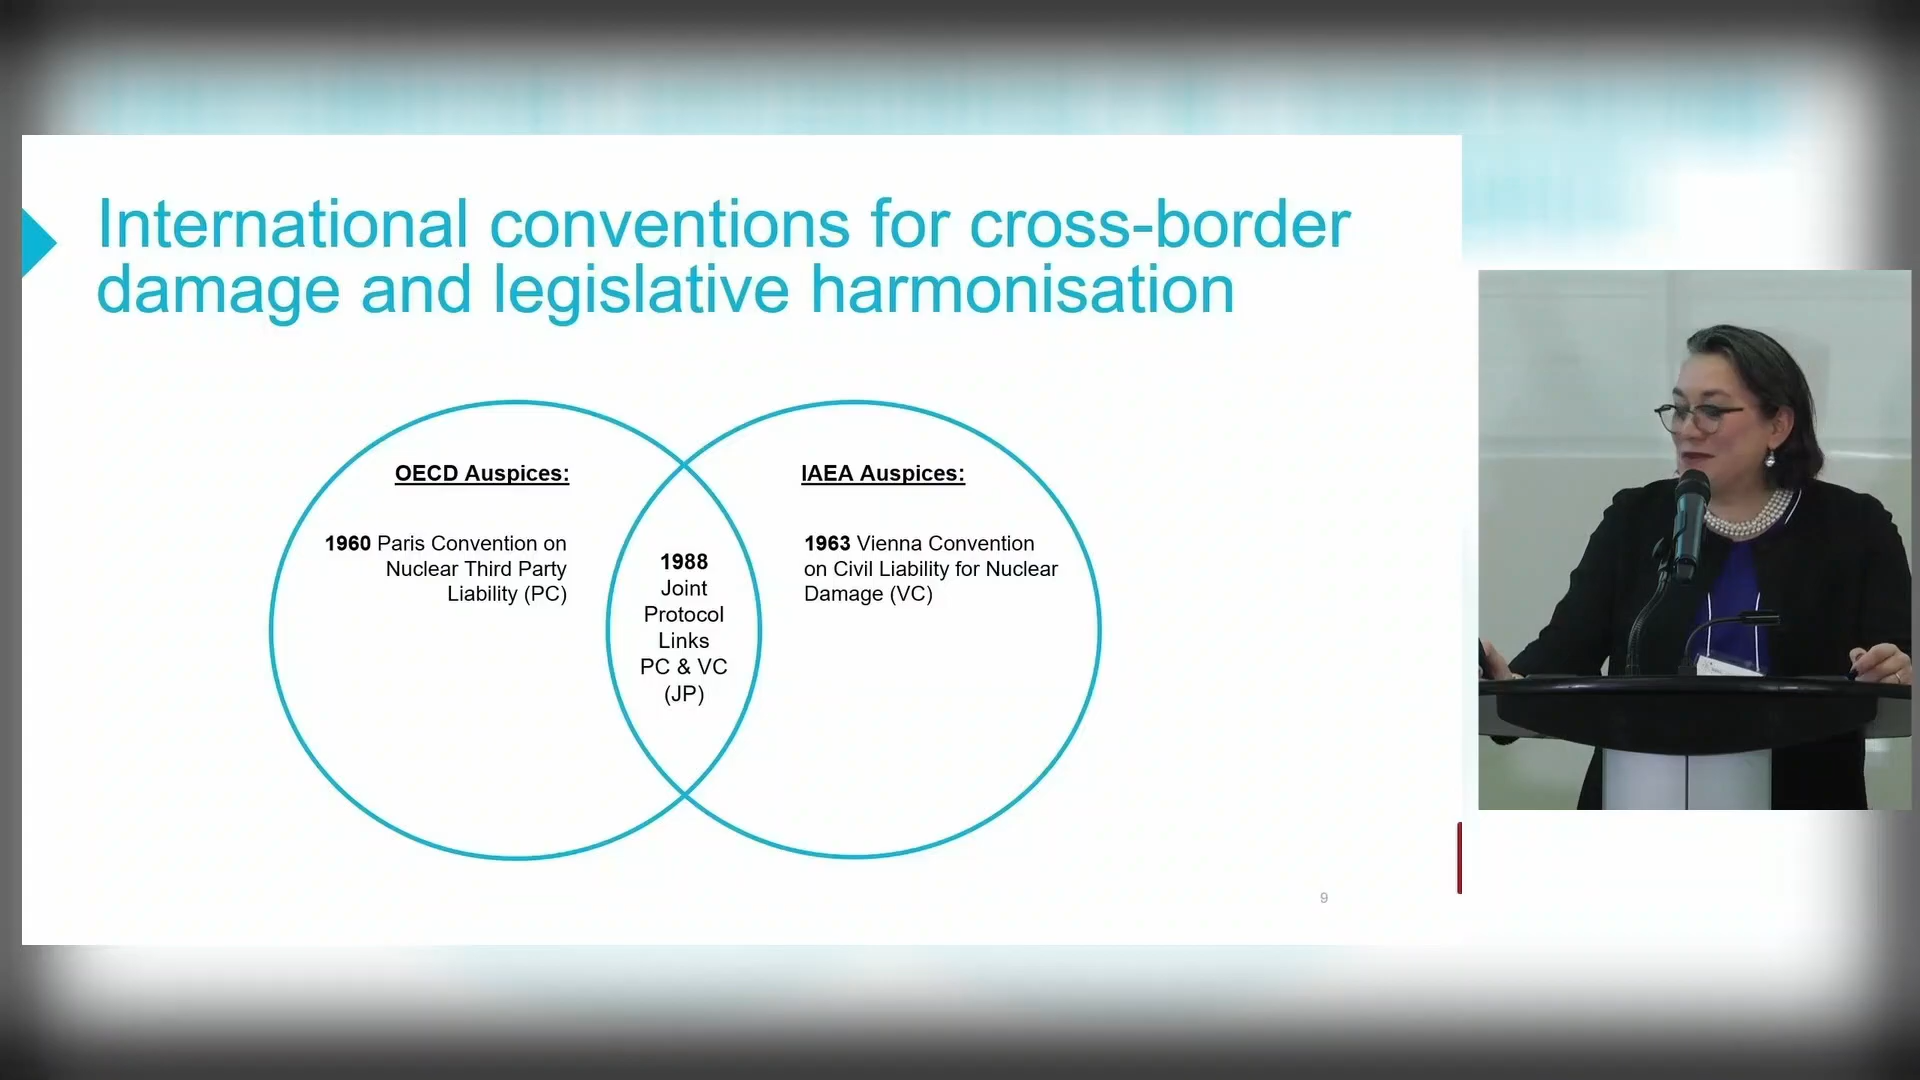 International conventions for cross-border
damage and legislative harmonisation
OECD Auspices:
1960 Paris Convention on
Nuclear Third Party
Liability (PC)
1988
Joint
Protocol
Links
PC & VC
(JP)
IAEA Auspices:
1963 Vienna Convention
on Civil Liability for Nuclear
Damage (VC)
9